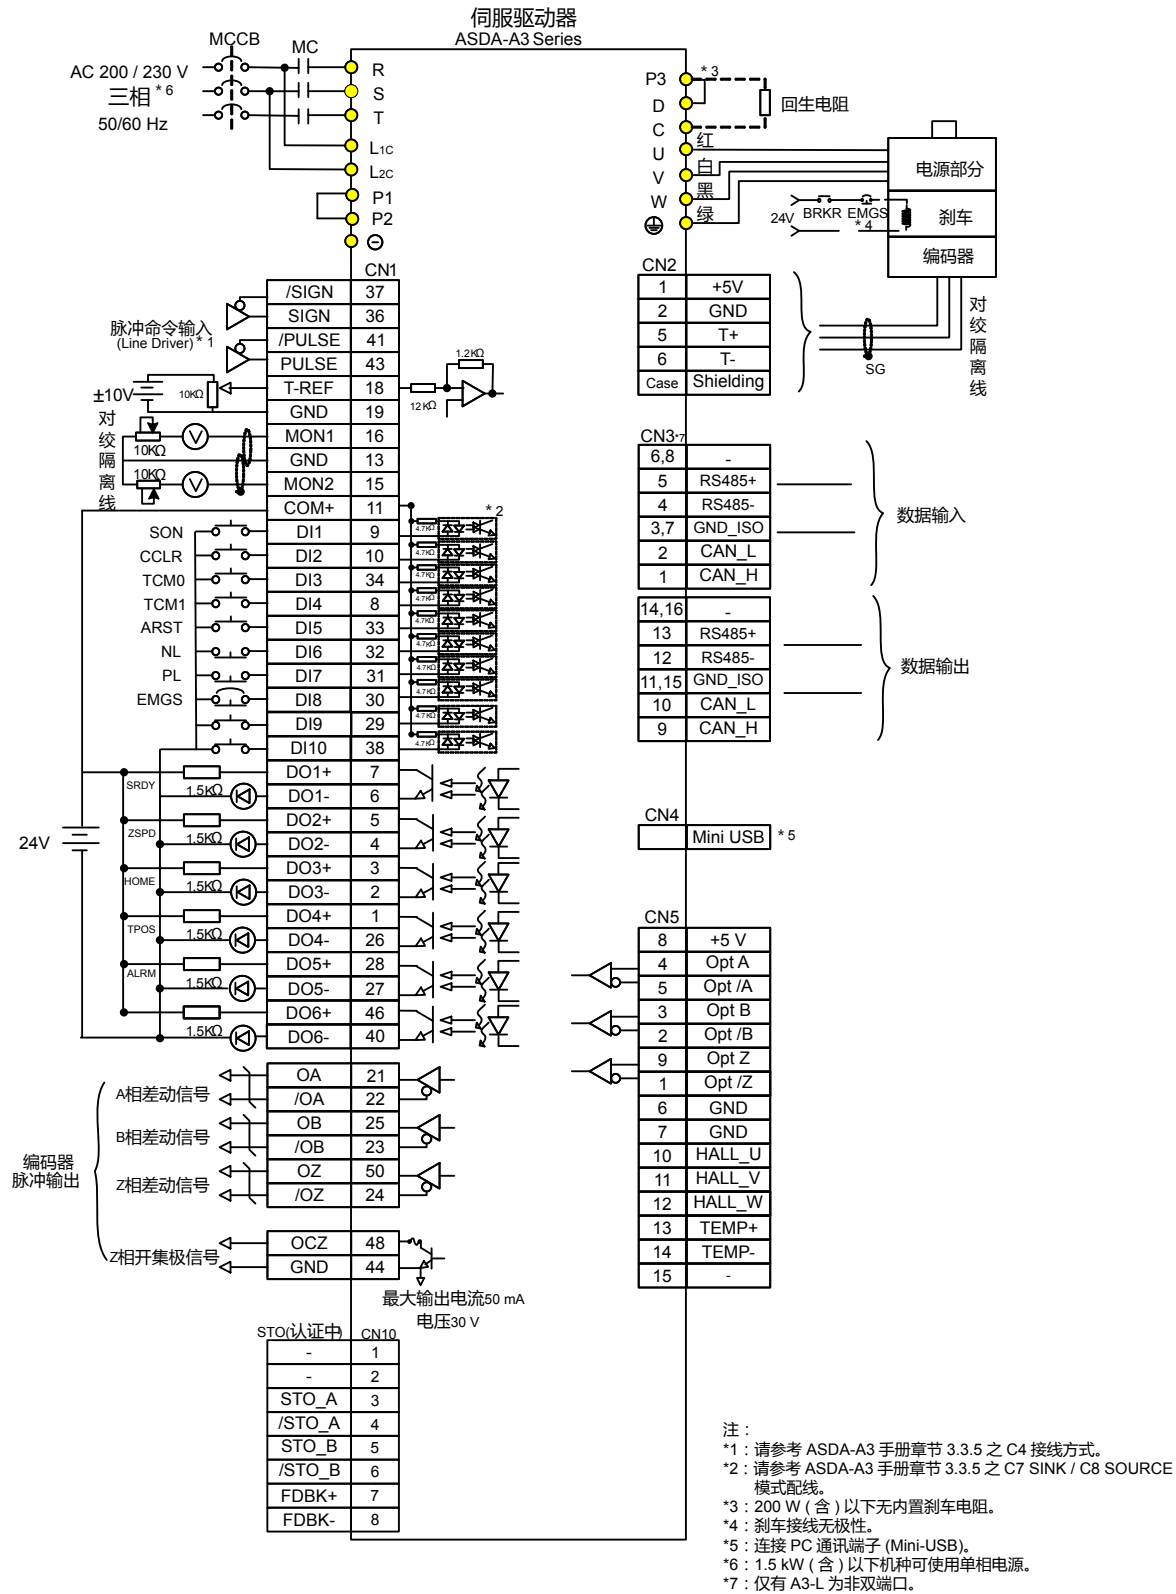 伺服驱动器
ASDA-A3 Series
MCCB
MC
AC 200 / 230 V
三相 *6
50/60 Hz
R
S
T
L1C
L2C
P1
P2
⊖
P3
*3
D
C
回生电阻
U
红
V
白
W
黑
绿
电源部分
24V
BRKR
EMGS
*4
刹车
编码器
CN1
/SIGN 37
SIGN 36
/PULSE 41
PULSE 43
T-REF 18
GND 19
MON1 16
GND 13
MON2 15
COM+ 11
DI1 9
DI2 10
DI3 34
DI4 8
DI5 33
DI6 32
DI7 31
DI8 30
DI9 29
DI10 38
DO1+ 7
DO1- 6
DO2+ 5
DO2- 4
DO3+ 3
DO3- 2
DO4+ 1
DO4- 26
DO5+ 28
DO5- 27
DO6+ 46
DO6- 40
脉冲命令输入
(Line Driver) *1
±10V
10KΩ
1.2KΩ
12KΩ
对绞隔离线
10KΩ
V
10KΩ
V
*2
4.7KΩ
4.7KΩ
4.7KΩ
4.7KΩ
4.7KΩ
4.7KΩ
4.7KΩ
4.7KΩ
4.7KΩ
4.7KΩ
SON
CCLR
TCM0
TCM1
ARST
NL
PL
EMGS
24V
SRDY
1.5KΩ
ZSPD
1.5KΩ
HOME
1.5KΩ
TPOS
1.5KΩ
ALRM
1.5KΩ
1.5KΩ
OA 21
/OA 22
OB 25
/OB 23
OZ 50
/OZ 24
OCZ 48
GND 44
编码器
脉冲输出
A相差动信号
B相差动信号
Z相差动信号
Z相开集极信号
最大输出电流50 mA
电压30 V
STO(认证中)
CN10
- 1
- 2
STO_A 3
/STO_A 4
STO_B 5
/STO_B 6
FDBK+ 7
FDBK- 8
CN2
1 +5V
2 GND
5 T+
6 T-
Case Shielding
SG
对绞隔离线
CN3*7
6,8 -
5 RS485+
4 RS485-
3,7 GND_ISO
2 CAN_L
1 CAN_H
数据输入
14,16 -
13 RS485+
12 RS485-
11,15 GND_ISO
10 CAN_L
9 CAN_H
数据输出
CN4
Mini USB *5
CN5
8 +5 V
4 Opt A
5 Opt /A
3 Opt B
2 Opt /B
9 Opt Z
1 Opt /Z
6 GND
7 GND
10 HALL_U
11 HALL_V
12 HALL_W
13 TEMP+
14 TEMP-
15 -
注：
*1：请参考 ASDA-A3 手册章节 3.3.5 之 C4 接线方式。
*2：请参考 ASDA-A3 手册章节 3.3.5 之 C7 SINK / C8 SOURCE
模式配线。
*3：200 W ( 含 ) 以下无内置刹车电阻。
*4：刹车接线无极性。
*5：连接 PC 通讯端子 (Mini-USB)。
*6：1.5 kW ( 含 ) 以下机种可使用单相电源。
*7：仅有 A3-L 为非双端口。